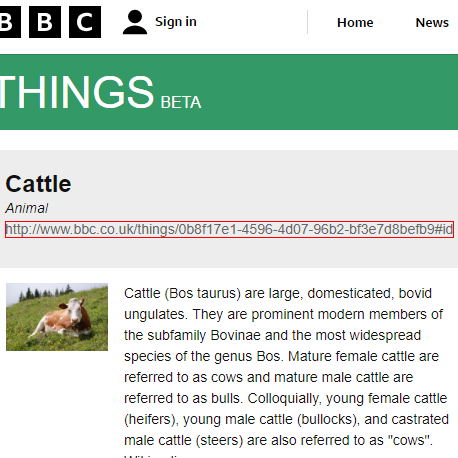 BBC Sign in Home News
THINGS BETA
Cattle
Animal
http://www.bbc.co.uk/things/0b8f17e1-4596-4d07-96b2-bf3e7d8befb9#id
Cattle (Bos taurus) are large, domesticated, bovid
ungulates. They are prominent modern members of
the subfamily Bovinae and the most widespread
species of the genus Bos. Mature female cattle are
referred to as cows and mature male cattle are
referred to as bulls. Colloquially, young female cattle
(heifers), young male cattle (bullocks), and castrated
male cattle (steers) are also referred to as "cows".